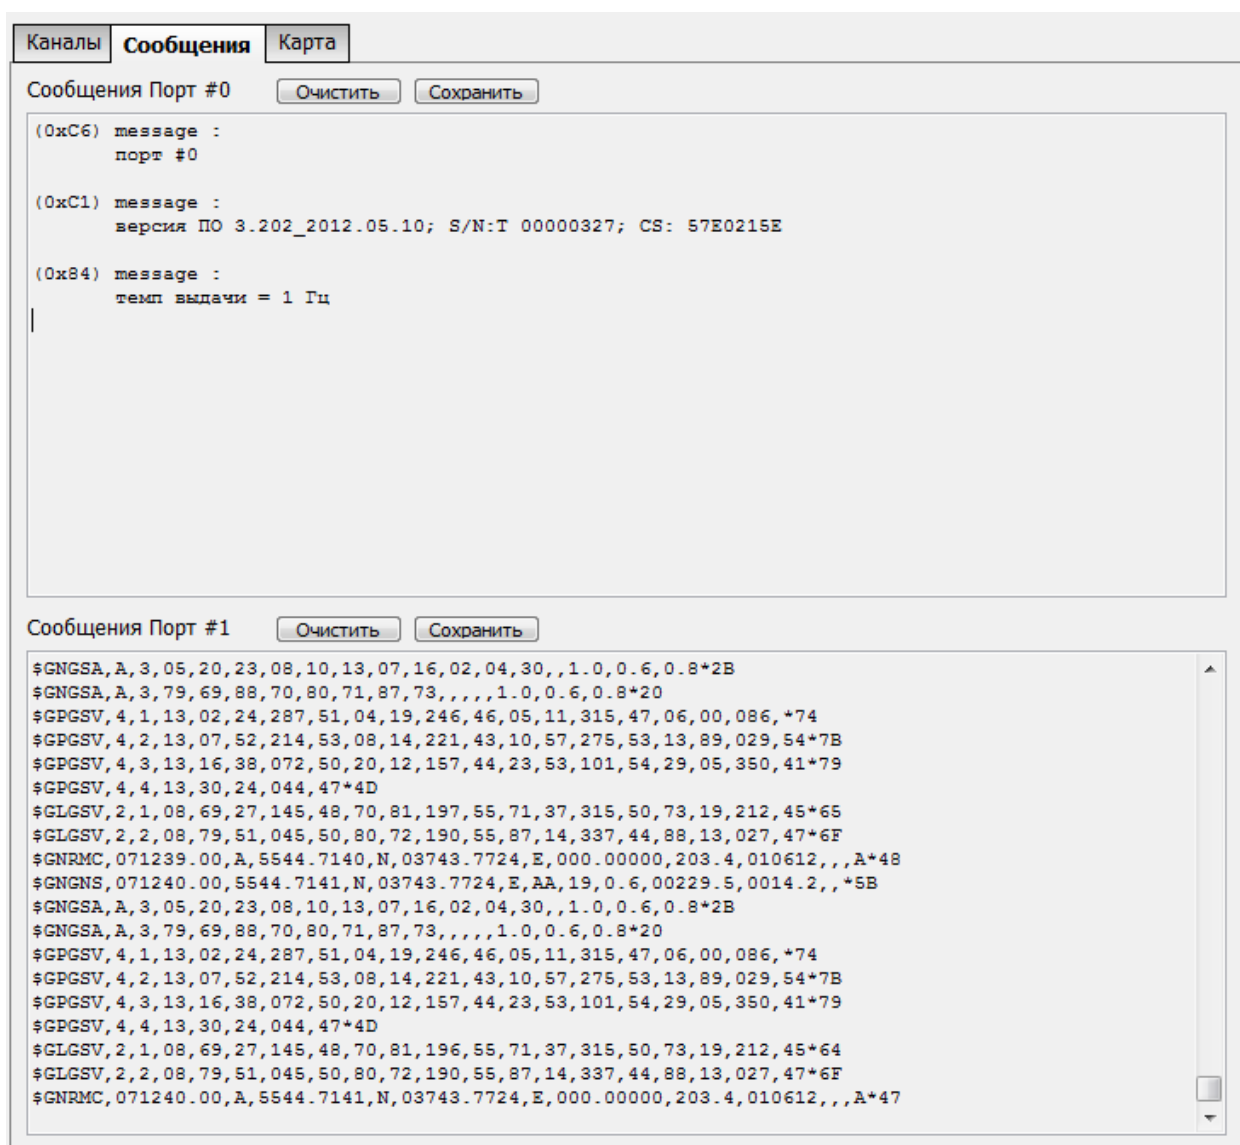 Каналы Сообщения Карта
Сообщения Порт #0 Очистить Сохранить
(0xC6) message :
порт #0
(0xC1) message :
версия ПО 3.202_2012.05.10; S/N:T 00000327; CS: 57E0215E
(0x84) message :
темп выдачи = 1 Гц
Сообщения Порт #1 Очистить Сохранить
$GNGSA,A,3,05,20,23,08,10,13,07,16,02,04,30,,1.0,0.6,0.8*2B
$GNGSA,A,3,79,69,88,70,80,71,87,73,,,,,1.0,0.6,0.8*20
$GPGSV,4,1,13,02,24,287,51,04,19,246,46,05,11,315,47,06,00,086,*74
$GPGSV,4,2,13,07,52,214,53,08,14,221,43,10,57,275,53,13,89,029,54*7B
$GPGSV,4,3,13,16,38,072,50,20,12,157,44,23,53,101,54,29,05,350,41*79
$GPGSV,4,4,13,30,24,044,47*4D
$GLGSV,2,1,08,69,27,145,48,70,81,197,55,71,37,315,50,73,19,212,45*65
$GLGSV,2,2,08,79,51,045,50,80,72,190,55,87,14,337,44,88,13,027,47*6F
$GNRMC,071239.00,A,5544.7140,N,03743.7724,E,000.00000,203.4,010612,,,A*48
$GNGNS,071240.00,5544.7141,N,03743.7724,E,AA,19,0.6,00229.5,0014.2,,*5B
$GNGSA,A,3,05,20,23,08,10,13,07,16,02,04,30,,1.0,0.6,0.8*2B
$GNGSA,A,3,79,69,88,70,80,71,87,73,,,,,1.0,0.6,0.8*20
$GPGSV,4,1,13,02,24,287,51,04,19,246,46,05,11,315,47,06,00,086,*74
$GPGSV,4,2,13,07,52,214,53,08,14,221,43,10,57,275,53,13,89,029,54*7B
$GPGSV,4,3,13,16,38,072,50,20,12,157,44,23,53,101,54,29,05,350,41*79
$GPGSV,4,4,13,30,24,044,47*4D
$GLGSV,2,1,08,69,27,145,48,70,81,196,55,71,37,315,50,73,19,212,45*64
$GLGSV,2,2,08,79,51,045,50,80,72,190,55,87,14,337,44,88,13,027,47*6F
$GNRMC,071240.00,A,5544.7141,N,03743.7724,E,000.00000,203.4,010612,,,A*47